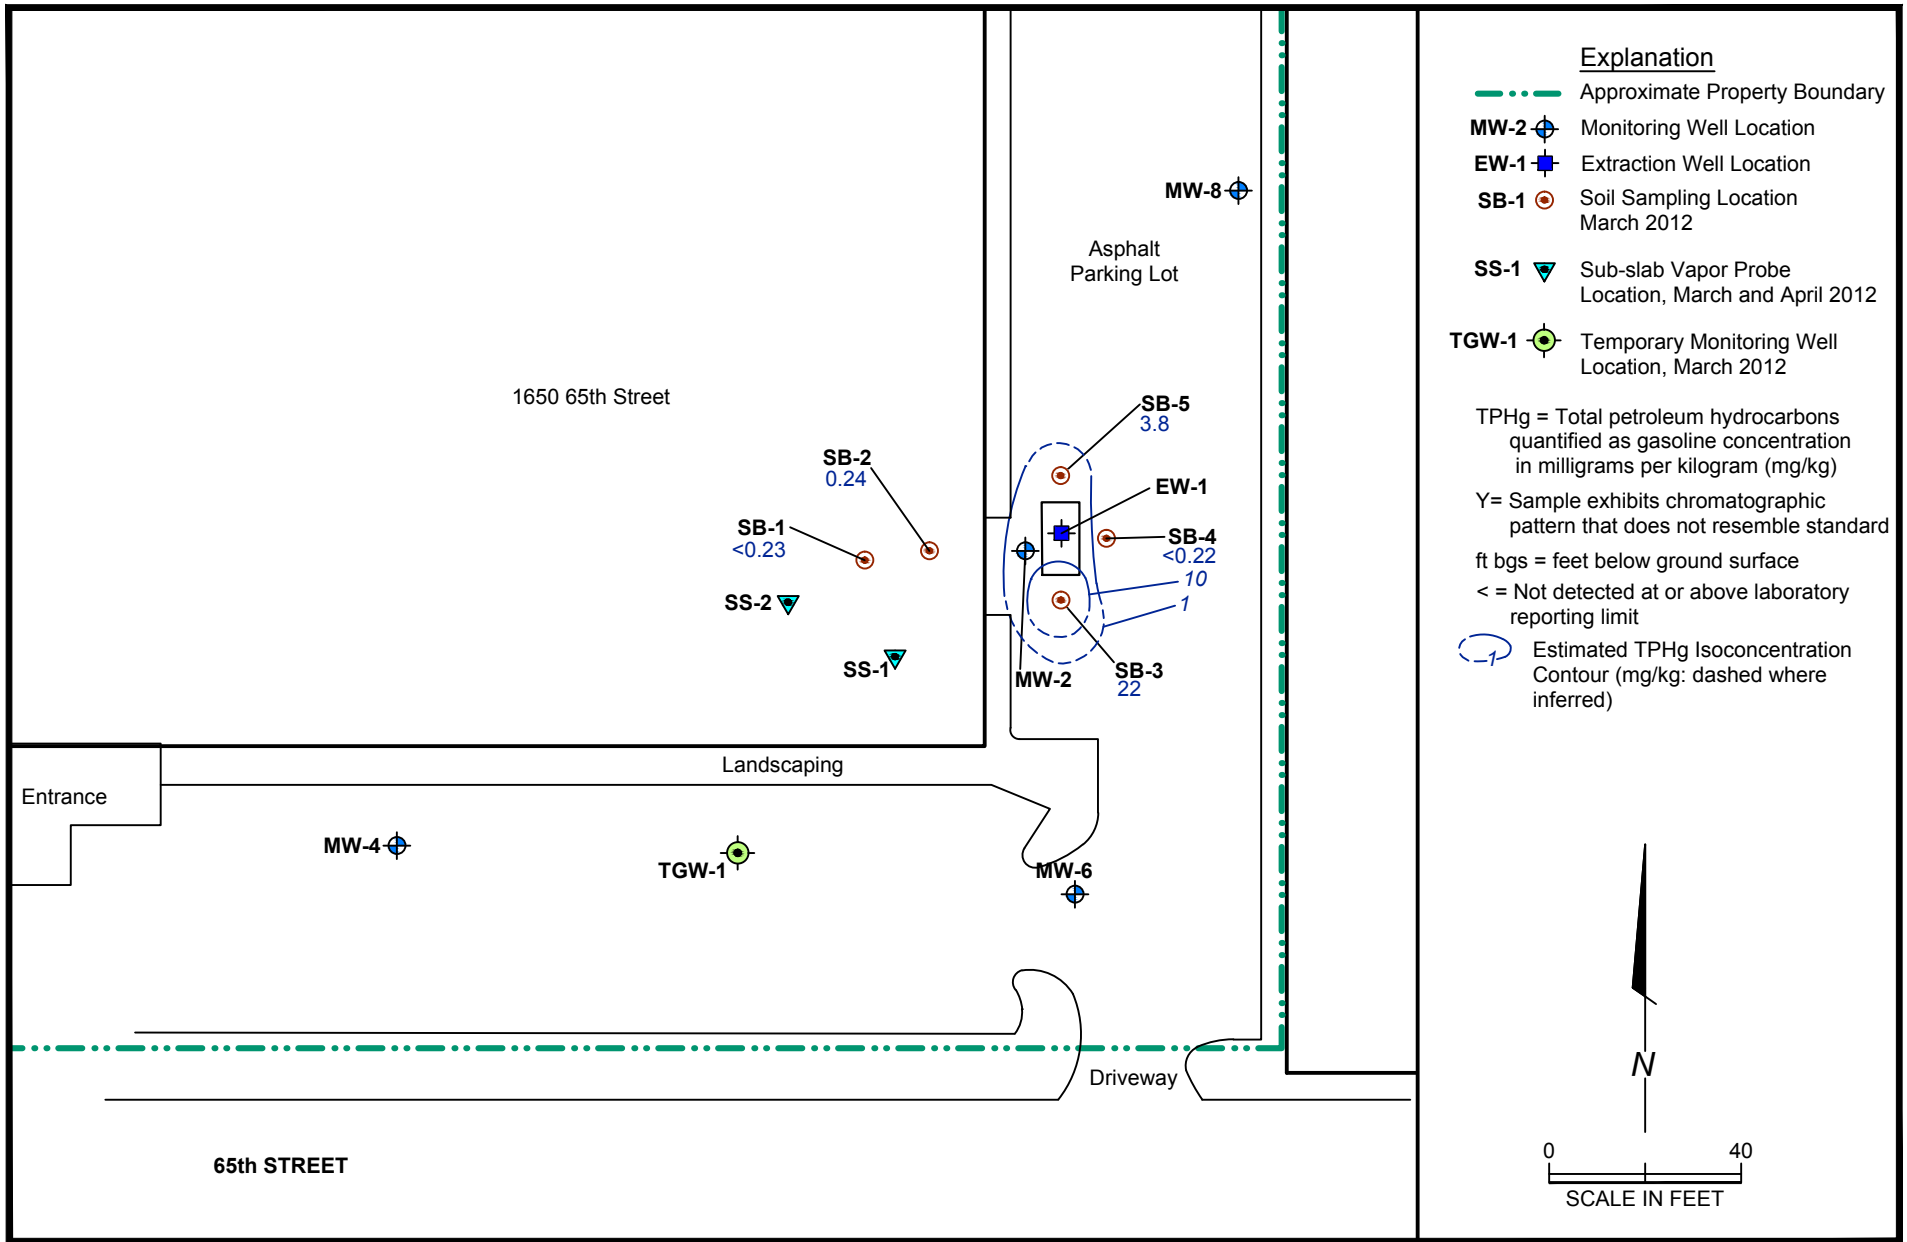 MW-8
Asphalt
Parking Lot
1650 65th Street
SB-5
3.8
SB-2
0.24
EW-1
SB-1
<0.23
SB-4
<0.22
10
1
SS-2
SS-1
MW-2
SB-3
22
Landscaping
Entrance
MW-4
TGW-1
MW-6
Driveway
65th STREET
Explanation
Approximate Property Boundary
MW-2 Monitoring Well Location
EW-1 Extraction Well Location
SB-1 Soil Sampling Location
March 2012
SS-1 Sub-slab Vapor Probe
Location, March and April 2012
TGW-1 Temporary Monitoring Well
Location, March 2012
TPHg = Total petroleum hydrocarbons
quantified as gasoline concentration
in milligrams per kilogram (mg/kg)
Y= Sample exhibits chromatographic
pattern that does not resemble standard
ft bgs = feet below ground surface
< = Not detected at or above laboratory
reporting limit
1 Estimated TPHg Isoconcentration
Contour (mg/kg: dashed where
inferred)
N
0 40
SCALE IN FEET